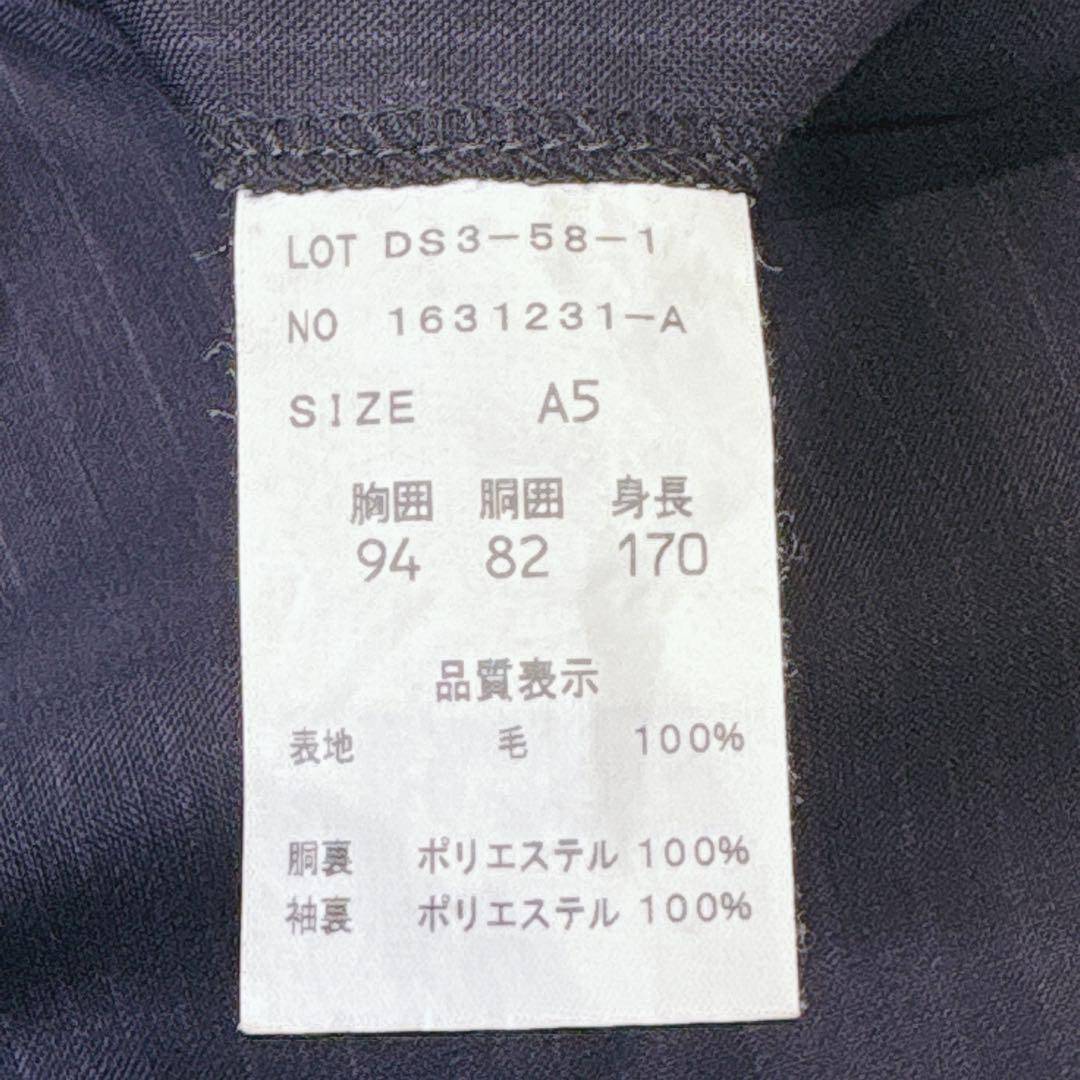 LOT DS3-58-1
NO 1631231-A
SIZE A5
胸囲 胴囲 身長
94 82 170
品質表示
表地 毛 100%
胴裏 ポリエステル 100%
袖裏 ポリエステル 100%